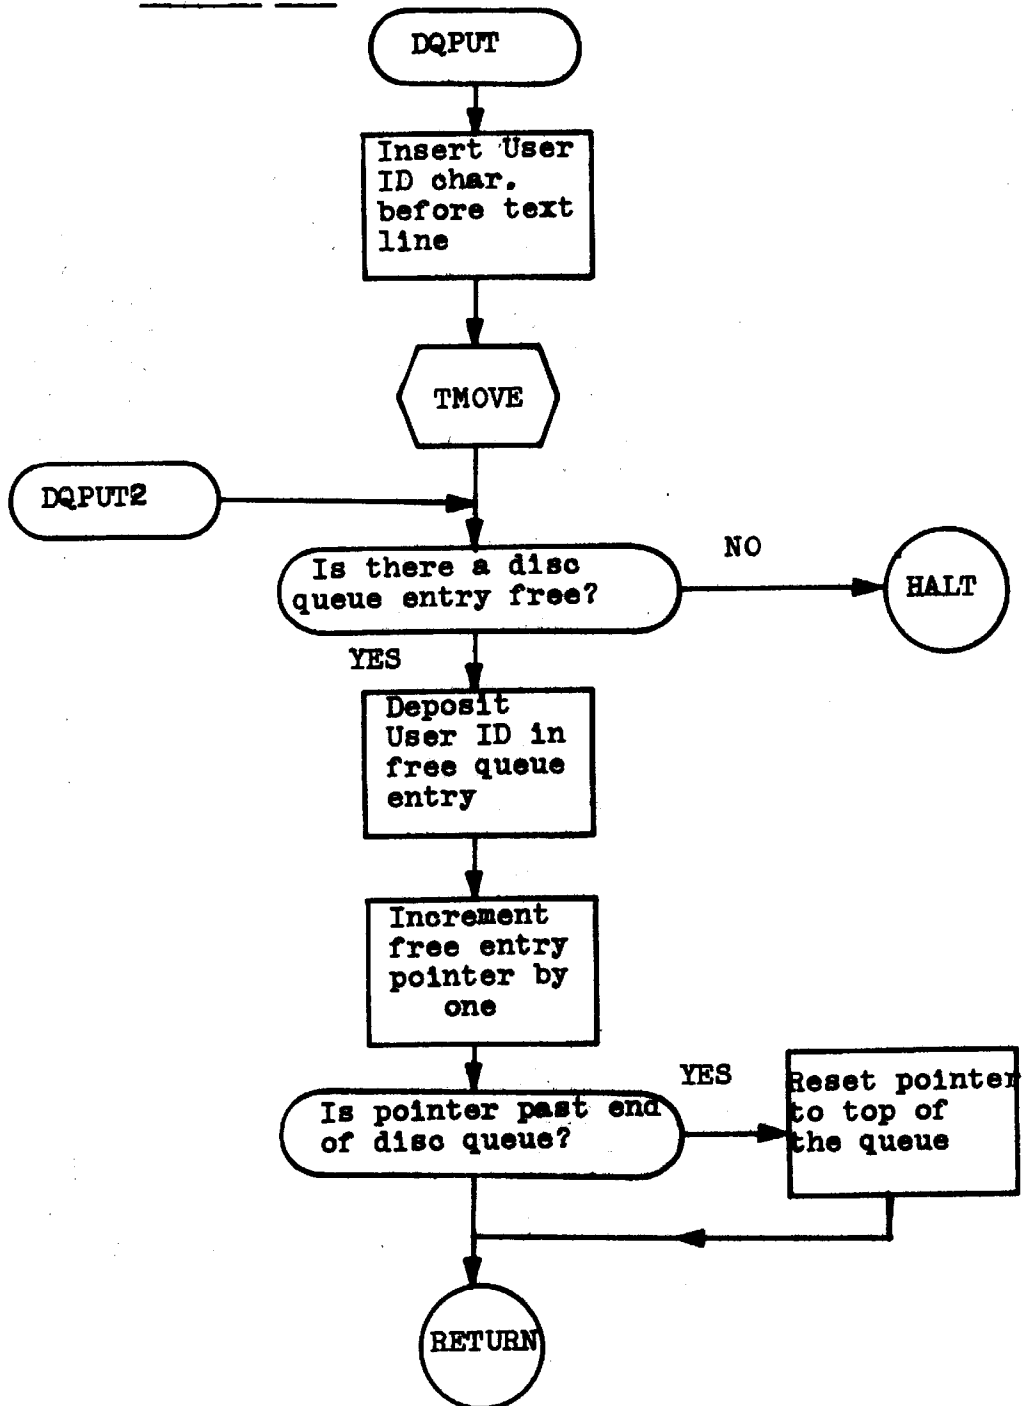 DQPUT
Insert User
ID char.
before text
line
TMOVE
DQPUT2
Is there a disc
queue entry free?
NO
HALT
YES
Deposit
User ID in
free queue
entry
Increment
free entry
pointer by
one
Is pointer past end
of disc queue?
YES
Reset pointer
to top of
the queue
RETURN